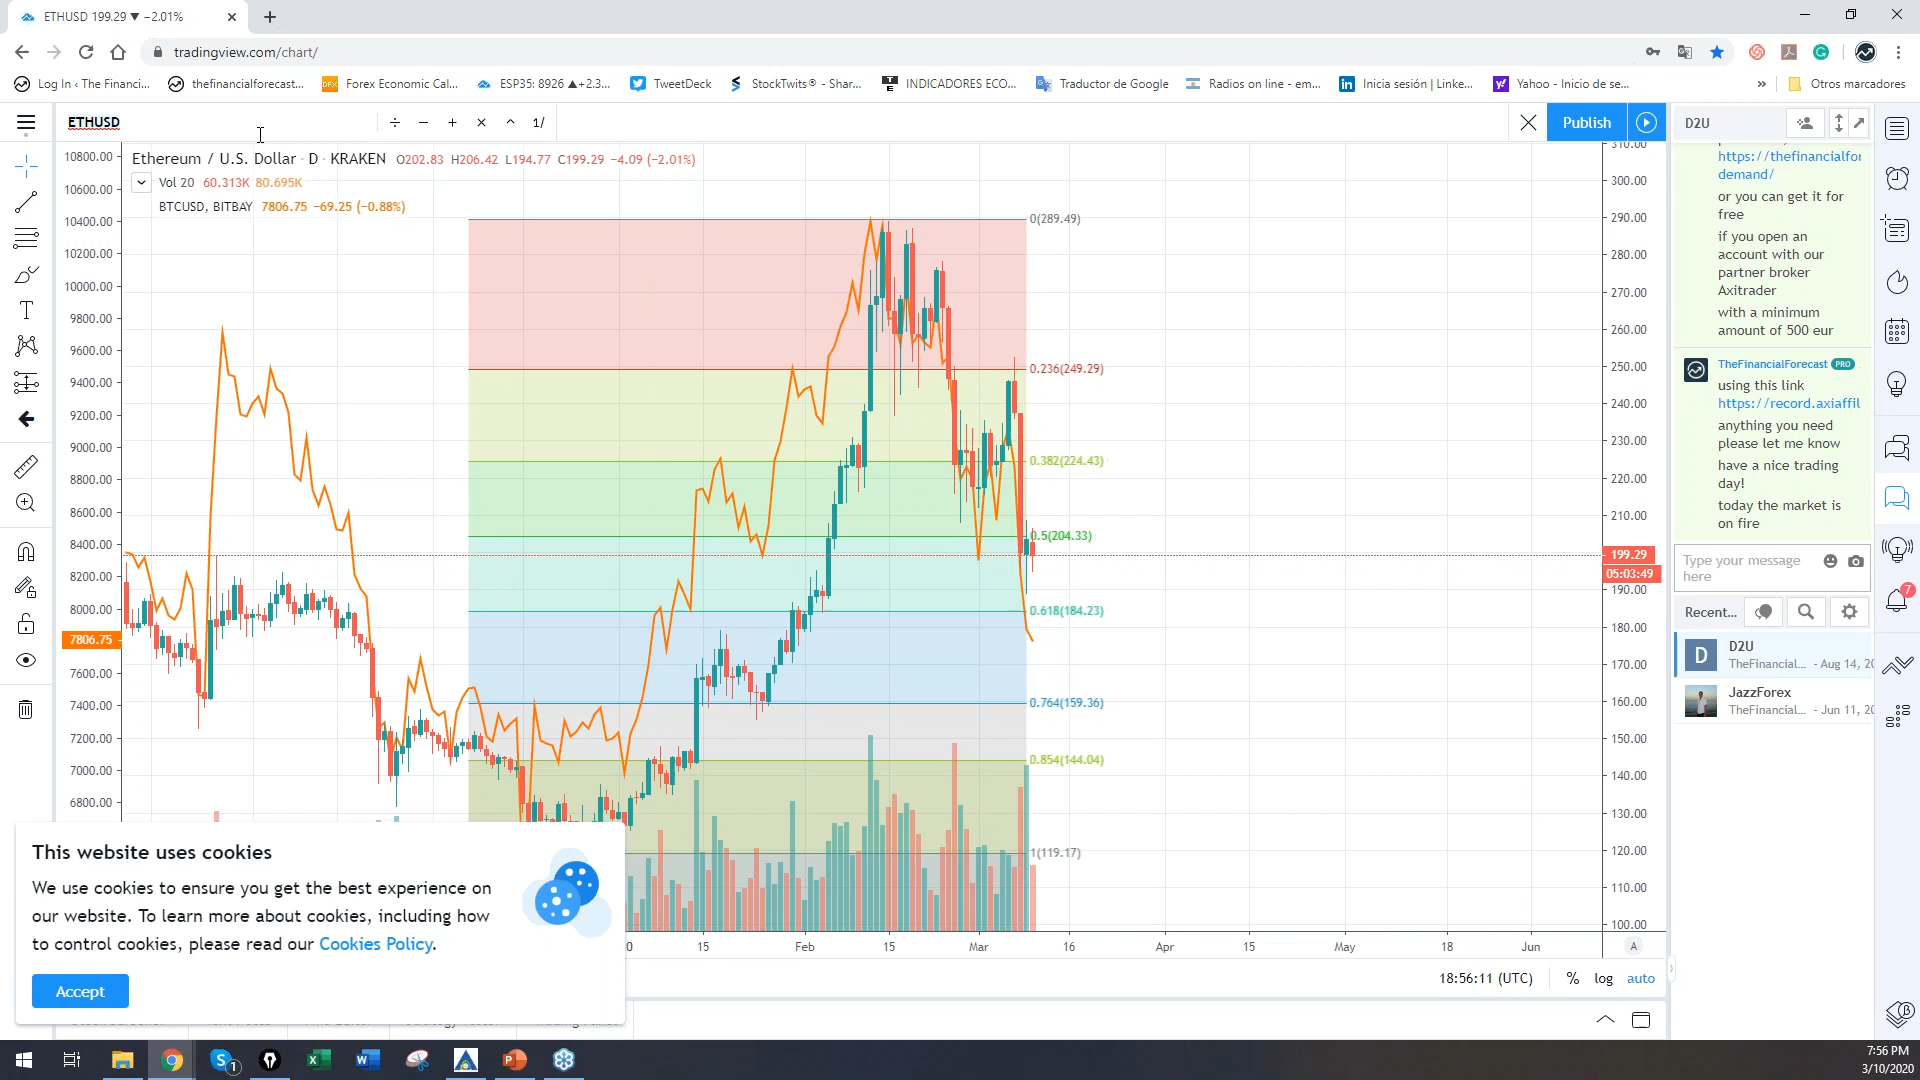 ETHUSD 199.29 ▼ −2.01%
tradingview.com/chart/
Log In ‹ The Financi...
thefinancialforecast...
Forex Economic Cal...
ESP35: 8926 ▲+2.3...
TweetDeck
StockTwits® - Shar...
INDICADORES ECO...
Traductor de Google
Radios on line - em...
Inicia sesión | Linke...
Yahoo - Inicio de se...
»
Otros marcadores
ETHUSD
÷ − + × ^ 1/
Publish
D2U
Ethereum / U.S. Dollar · D · KRAKEN O202.83 H206.42 L194.77 C199.29 −4.09 (−2.01%)
Vol 20 60.313K 80.695K
BTCUSD, BITBAY 7806.75 −69.25 (−0.88%)
10800.00
10600.00
10400.00
10200.00
10000.00
9800.00
9600.00
9400.00
9200.00
9000.00
8800.00
8600.00
8400.00
8200.00
8000.00
7806.75
7600.00
7400.00
7200.00
7000.00
6800.00
0(289.49)
0.236(249.29)
0.382(224.43)
0.5(204.33)
0.618(184.23)
0.764(159.36)
0.854(144.04)
1(119.17)
310.00
300.00
290.00
280.00
270.00
260.00
250.00
240.00
230.00
220.00
210.00
199.29
05:03:49
190.00
180.00
170.00
160.00
150.00
140.00
130.00
120.00
110.00
100.00
15
Feb
15
Mar
16
Apr
15
May
18
Jun
A
18:56:11 (UTC)
%
log
auto
https://thefinancialfor
demand/
or you can get it for
free
if you open an
account with our
partner broker
Axitrader
with a minimum
amount of 500 eur
TheFinancialForecast PRO
using this link
https://record.axiaffil
anything you need
please let me know
have a nice trading
day!
today the market is
on fire
Type your message
here
Recent...
D
D2U
TheFinancial... - Aug 14, 20
JazzForex
TheFinancial... - Jun 11, 20
7
This website uses cookies
We use cookies to ensure you get the best experience on
our website. To learn more about cookies, including how
to control cookies, please read our Cookies Policy.
Accept
7:56 PM
3/10/2020